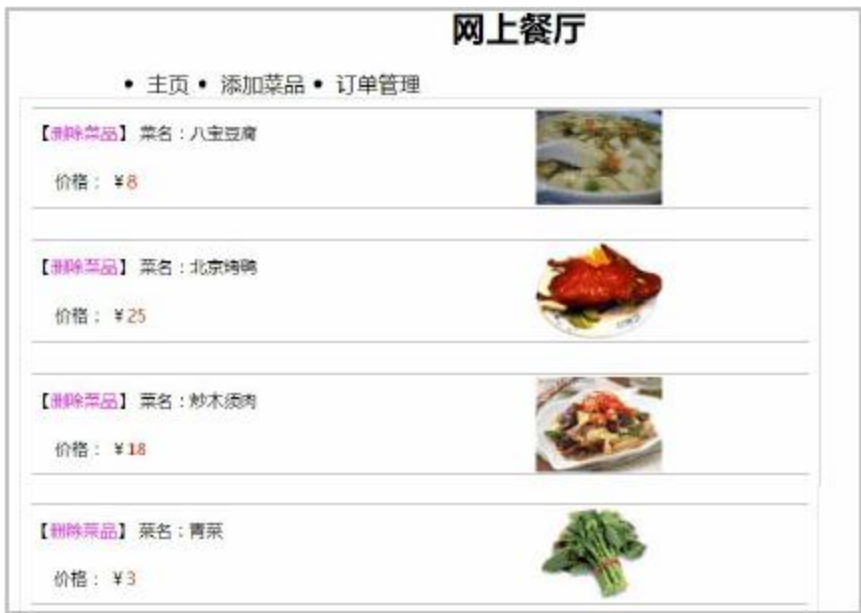 网上餐厅
• 主页 • 添加菜品 • 订单管理
【删除菜品】 菜名：八宝豆腐
价格： ￥8
【删除菜品】 菜名：北京烤鸭
价格： ￥25
【删除菜品】 菜名：炒木须肉
价格： ￥18
【删除菜品】 菜名：青菜
价格： ￥3